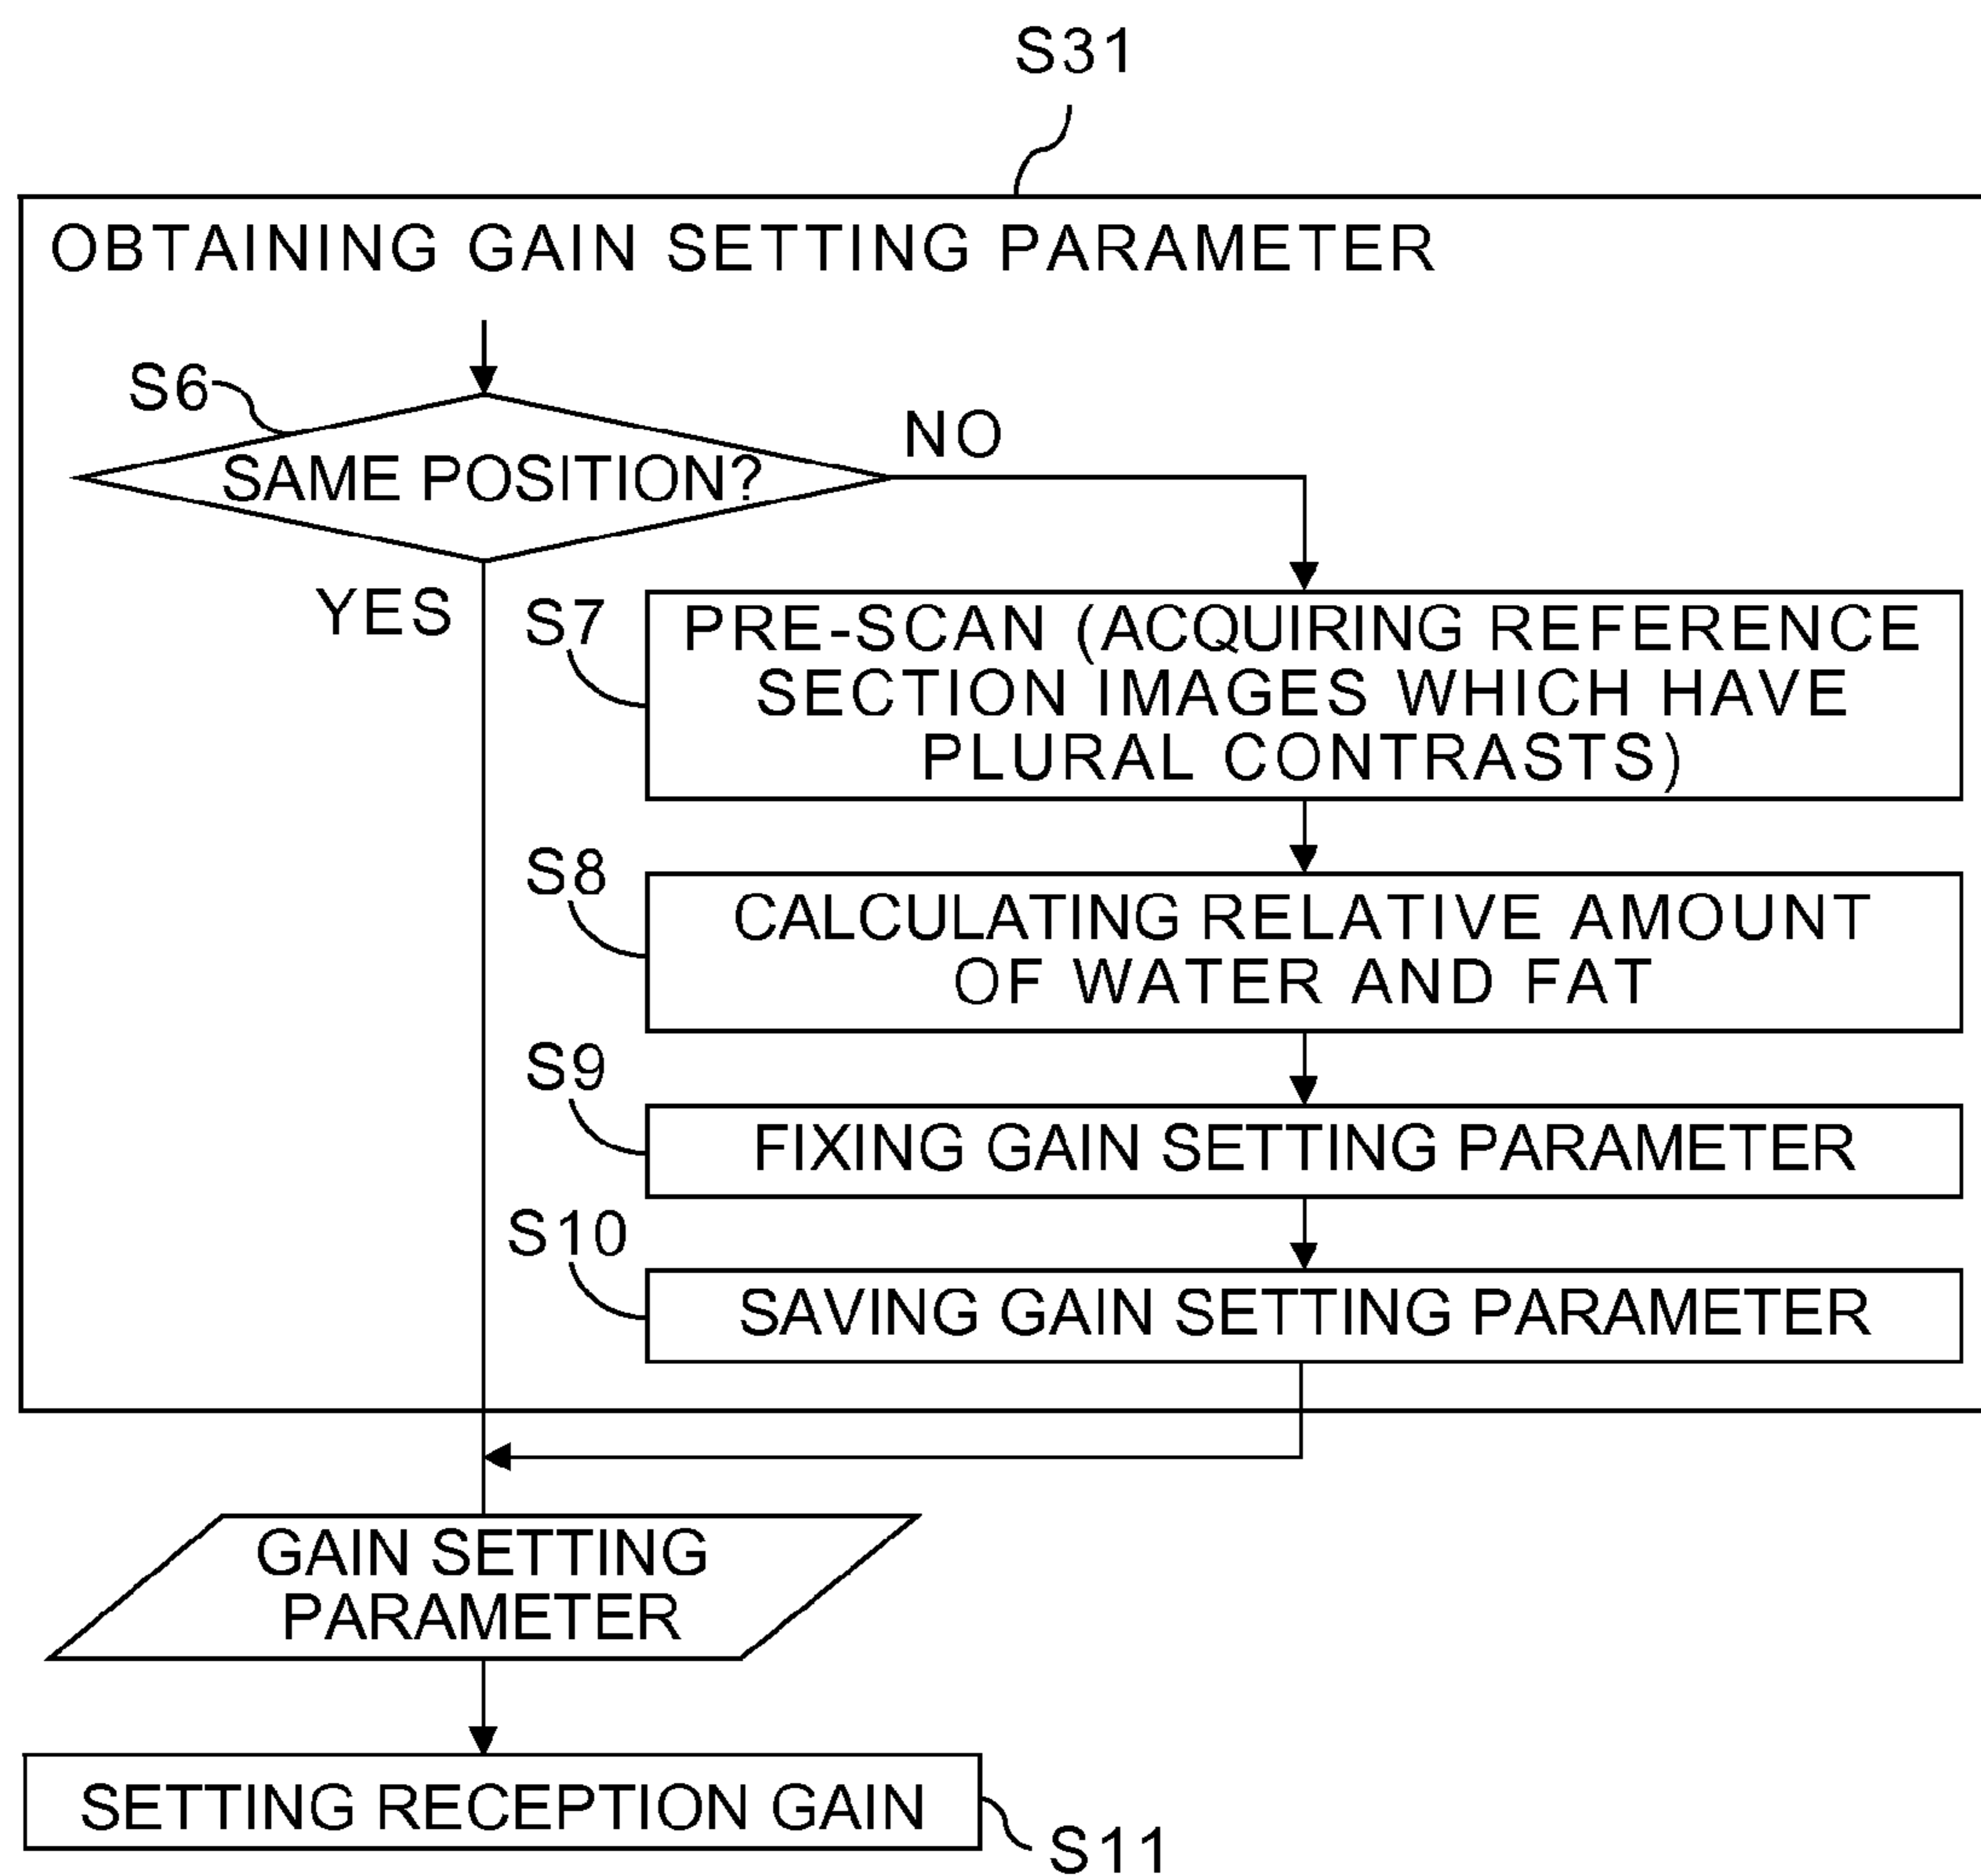 S31
OBTAINING GAIN SETTING PARAMETER
S6
SAME POSITION?
NO
YES
S7
PRE-SCAN (ACQUIRING REFERENCE
SECTION IMAGES WHICH HAVE
PLURAL CONTRASTS)
S8
CALCULATING RELATIVE AMOUNT
OF WATER AND FAT
S9
FIXING GAIN SETTING PARAMETER
S10
SAVING GAIN SETTING PARAMETER
GAIN SETTING
PARAMETER
SETTING RECEPTION GAIN
S11